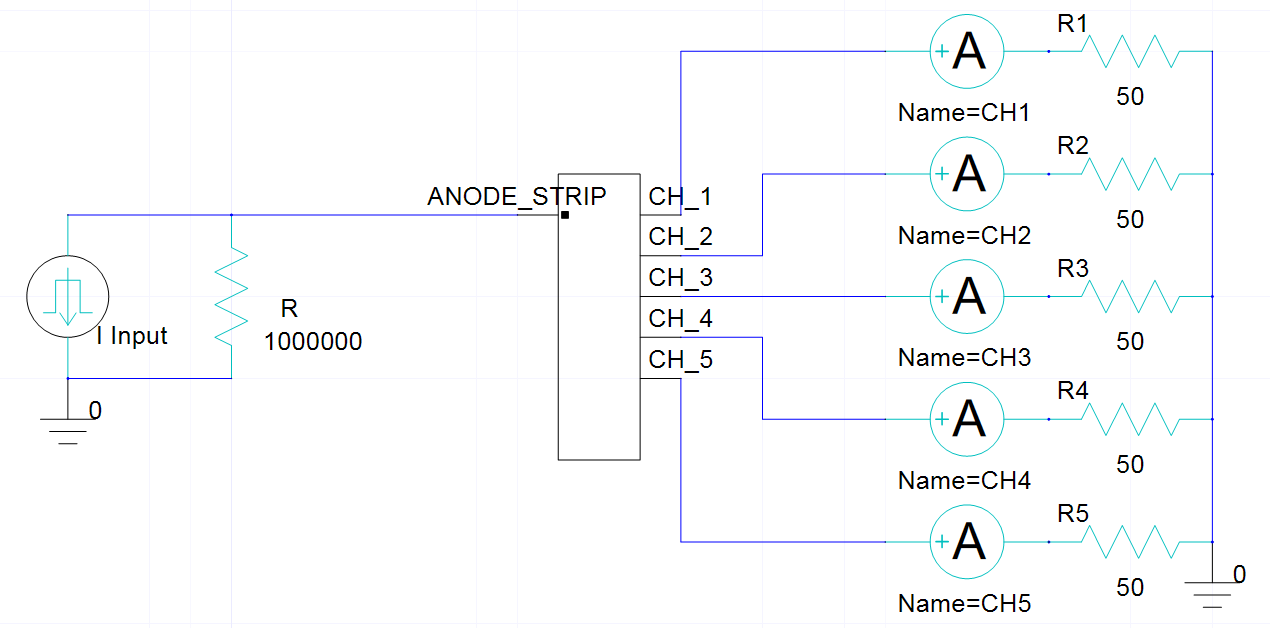 R1
A
50
Name=CH1
R2
A
50
Name=CH2
ANODE_STRIP
CH_1
CH_2
CH_3
CH_4
CH_5
R3
A
50
Name=CH3
I Input
R
1000000
0
R4
A
50
Name=CH4
R5
A
50
Name=CH5
0